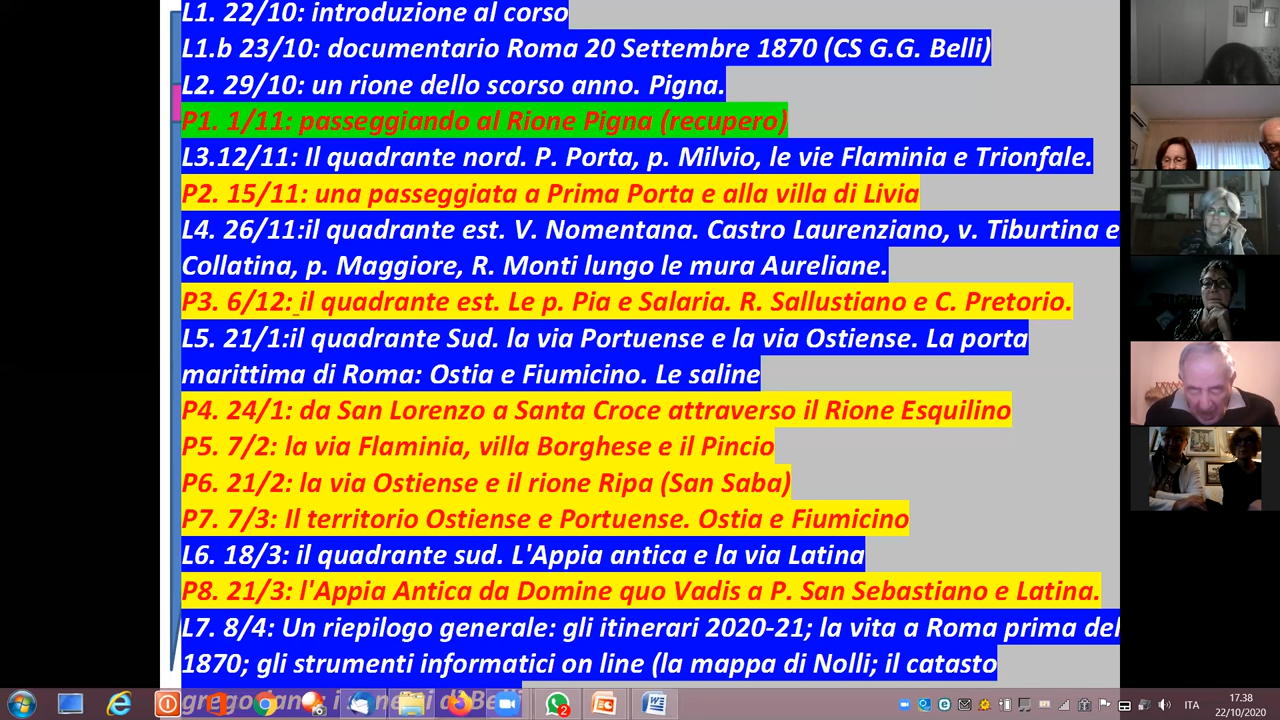 L1. 22/10: introduzione al corso
L1.b 23/10: documentario Roma 20 Settembre 1870 (CS G.G. Belli)
L2. 29/10: un rione dello scorso anno. Pigna.
P1. 1/11: passeggiando al Rione Pigna (recupero)
L3.12/11: Il quadrante nord. P. Porta, p. Milvio, le vie Flaminia e Trionfale.
P2. 15/11: una passeggiata a Prima Porta e alla villa di Livia
L4. 26/11:il quadrante est. V. Nomentana. Castro Laurenziano, v. Tiburtina e
Collatina, p. Maggiore, R. Monti lungo le mura Aureliane.
P3. 6/12: il quadrante est. Le p. Pia e Salaria. R. Sallustiano e C. Pretorio.
L5. 21/1:il quadrante Sud. la via Portuense e la via Ostiense. La porta
marittima di Roma: Ostia e Fiumicino. Le saline
P4. 24/1: da San Lorenzo a Santa Croce attraverso il Rione Esquilino
P5. 7/2: la via Flaminia, villa Borghese e il Pincio
P6. 21/2: la via Ostiense e il rione Ripa (San Saba)
P7. 7/3: Il territorio Ostiense e Portuense. Ostia e Fiumicino
L6. 18/3: il quadrante sud. L'Appia antica e la via Latina
P8. 21/3: l'Appia Antica da Domine quo Vadis a P. San Sebastiano e Latina.
L7. 8/4: Un riepilogo generale: gli itinerari 2020-21; la vita a Roma prima del
1870; gli strumenti informatici on line (la mappa di Nolli; il catasto
2
ITA
17.38
22/10/2020